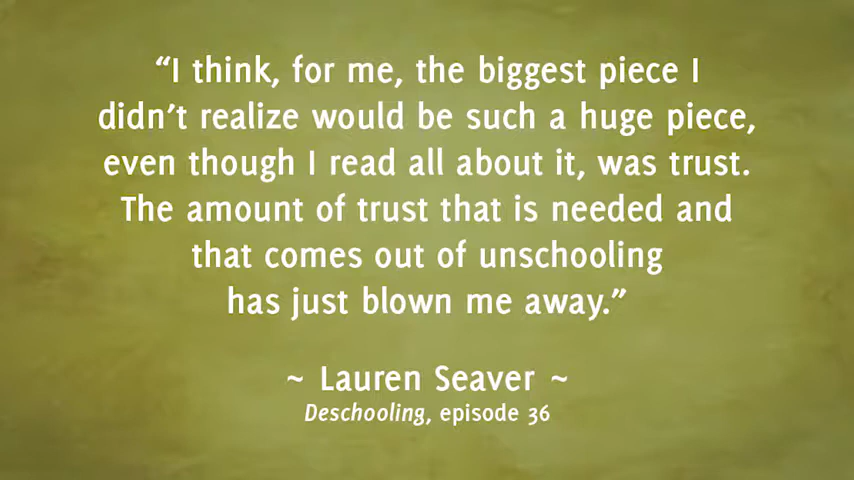 “I think, for me, the biggest piece I
didn’t realize would be such a huge piece,
even though I read all about it, was trust.
The amount of trust that is needed and
that comes out of unschooling
has just blown me away.”
~ Lauren Seaver ~
Deschooling, episode 36